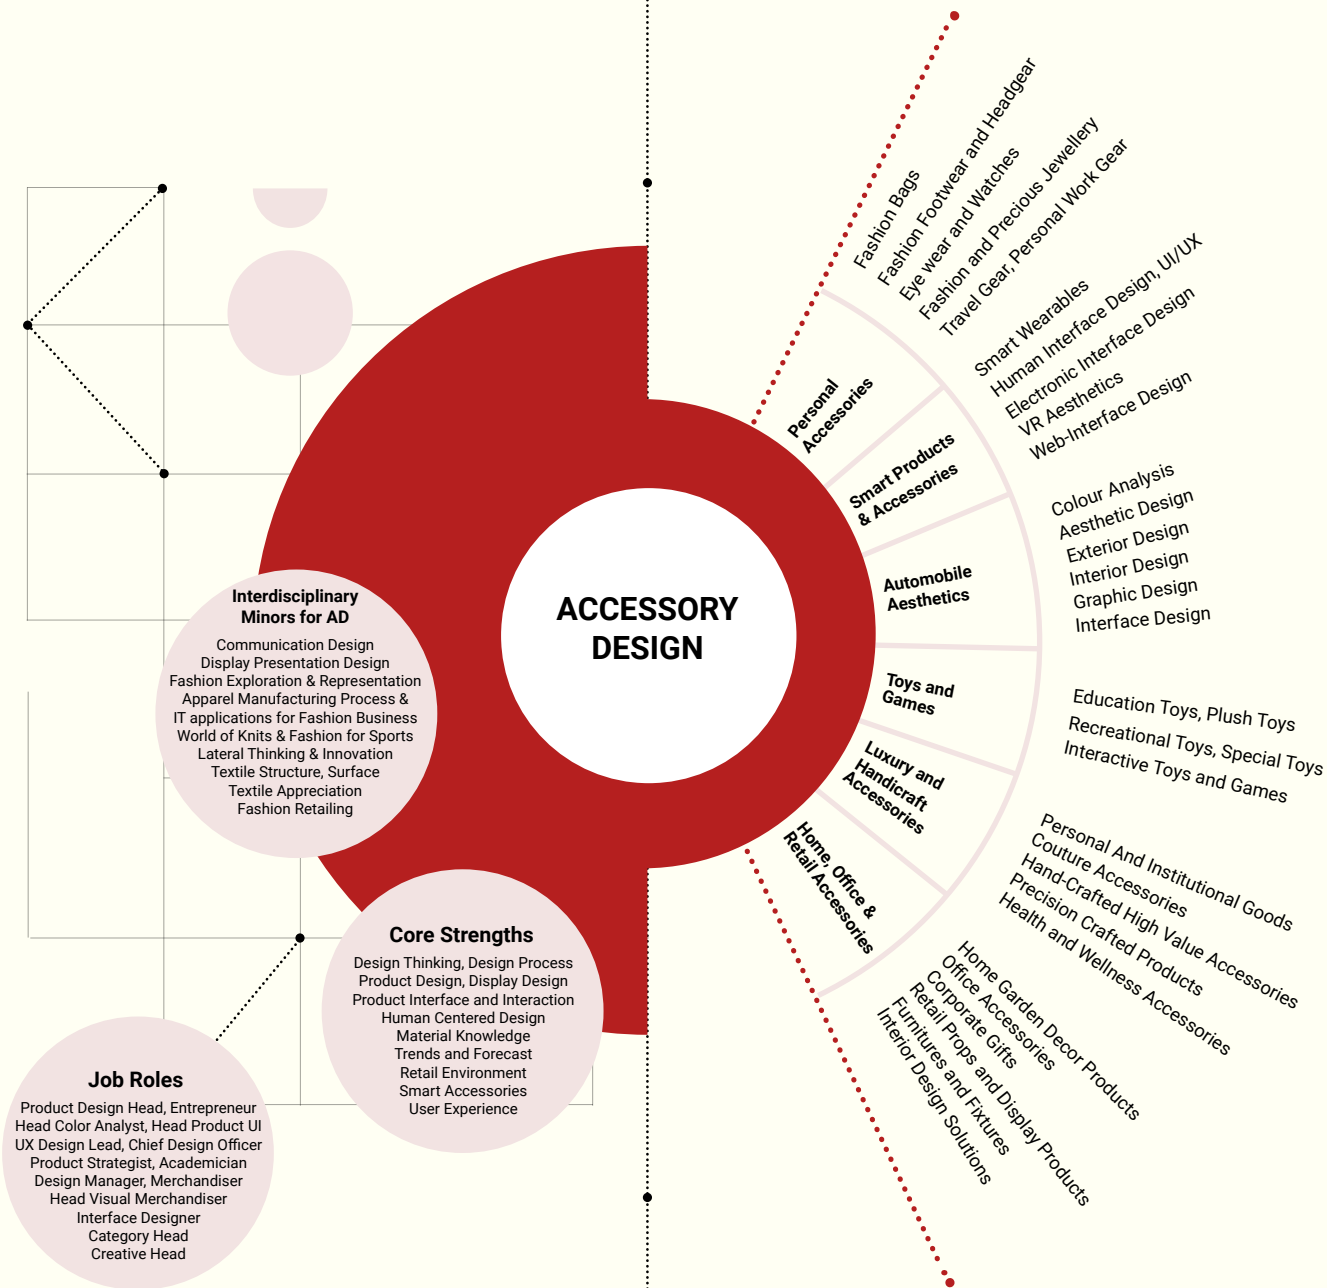 ACCESSORY
DESIGN
Personal
Accessories
Fashion Bags
Fashion Footwear and Headgear
Eye wear and Watches
Fashion and Precious Jewellery
Travel Gear, Personal Work Gear
Smart Products
& Accessories
Smart Wearables
Human Interface Design, UI/UX
Electronic Interface Design
VR Aesthetics
Web-Interface Design
Automobile
Aesthetics
Colour Analysis
Aesthetic Design
Exterior Design
Interior Design
Graphic Design
Interface Design
Toys and
Games
Education Toys, Plush Toys
Recreational Toys, Special Toys
Interactive Toys and Games
Luxury and
Handicraft
Accessories
Personal And Institutional Goods
Couture Accessories
Hand-Crafted High Value Accessories
Precision Crafted Products
Health and Wellness Accessories
Home, Office &
Retail Accessories
Home Garden Decor Products
Office Accessories
Corporate Gifts
Retail Props and Display Products
Furnitures and Fixtures
Interior Design Solutions
Interdisciplinary
Minors for AD
Communication Design
Display Presentation Design
Fashion Exploration & Representation
Apparel Manufacturing Process &
IT applications for Fashion Business
World of Knits & Fashion for Sports
Lateral Thinking & Innovation
Textile Structure, Surface
Textile Appreciation
Fashion Retailing
Core Strengths
Design Thinking, Design Process
Product Design, Display Design
Product Interface and Interaction
Human Centered Design
Material Knowledge
Trends and Forecast
Retail Environment
Smart Accessories
User Experience
Job Roles
Product Design Head, Entrepreneur
Head Color Analyst, Head Product UI
UX Design Lead, Chief Design Officer
Product Strategist, Academician
Design Manager, Merchandiser
Head Visual Merchandiser
Interface Designer
Category Head
Creative Head